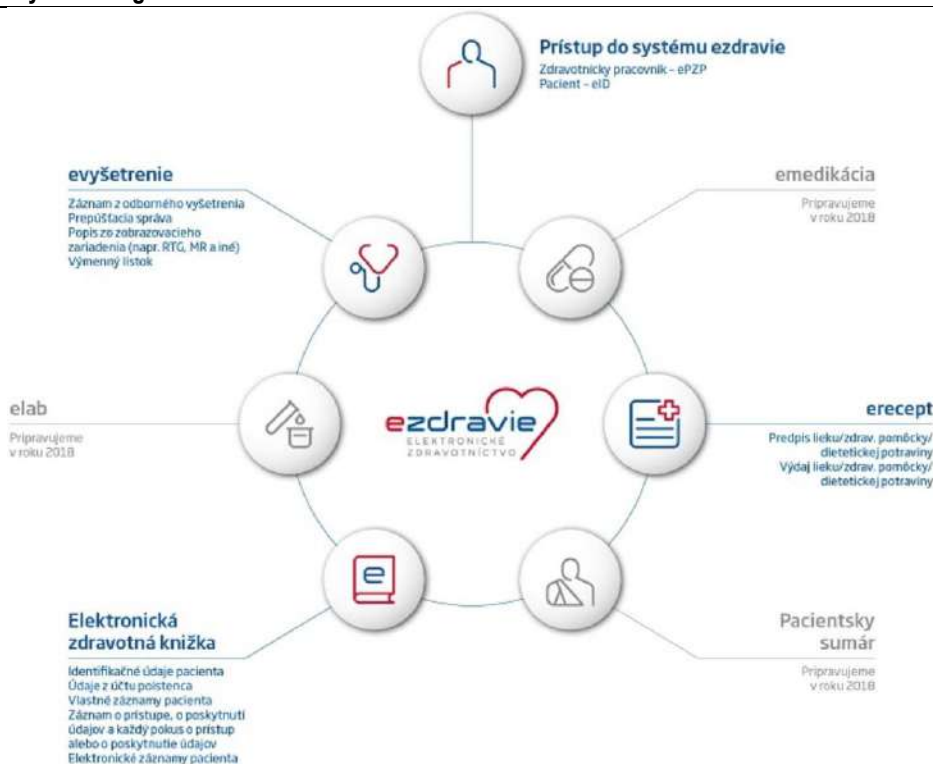 Prístup do systému ezdravie
Zdravotnícky pracovník – ePZP
Pacient – eID
evyšetrenie
Záznam z odborného vyšetrenia
Prepúšťacia správa
Popis zo zobrazovacieho
zariadenia (napr. RTG, MR a iné)
Výmenný lístok
emedikácia
Pripravujeme
v roku 2018
elab
Pripravujeme
v roku 2018
ezdravie
ELEKTRONICKÉ
ZDRAVOTNÍCTVO
erecept
Predpis lieku/zdrav. pomôcky/
dietetickej potraviny
Výdaj lieku/zdrav. pomôcky/
dietetickej potraviny
e
Elektronická
zdravotná knižka
Identifikačné údaje pacienta
Údaje z účtu poistenca
Vlastné záznamy pacienta
Záznam o prístupe, o poskytnutí
údajov a každý pokus o prístup
alebo o poskytnutie údajov
Elektronické záznamy pacienta
Pacientsky
sumár
Pripravujeme
v roku 2018